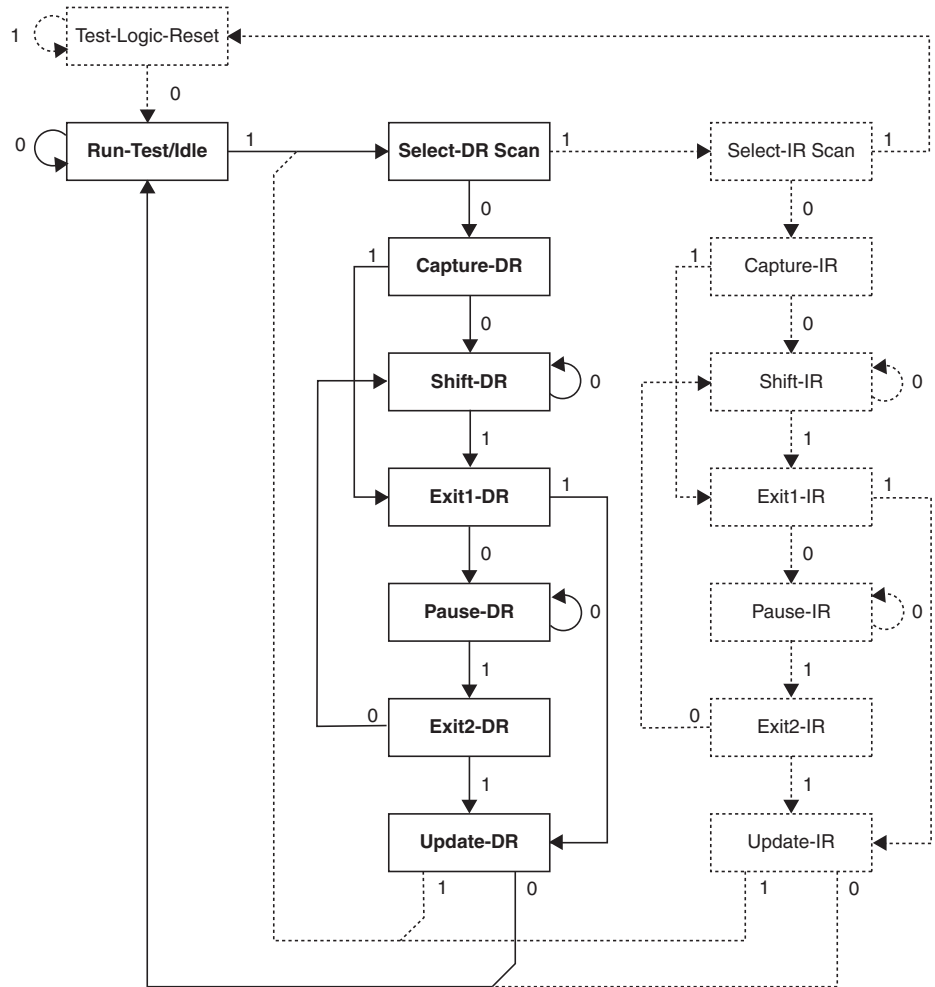 Test-Logic-Reset
1
0
0
Run-Test/Idle
1
Select-DR Scan
1
Select-IR Scan
1
0
0
1
Capture-DR
1
Capture-IR
0
0
Shift-DR
0
Shift-IR
0
1
1
Exit1-DR
1
Exit1-IR
1
0
0
Pause-DR
0
Pause-IR
0
1
1
0
Exit2-DR
0
Exit2-IR
1
1
Update-DR
Update-IR
1
0
1
0